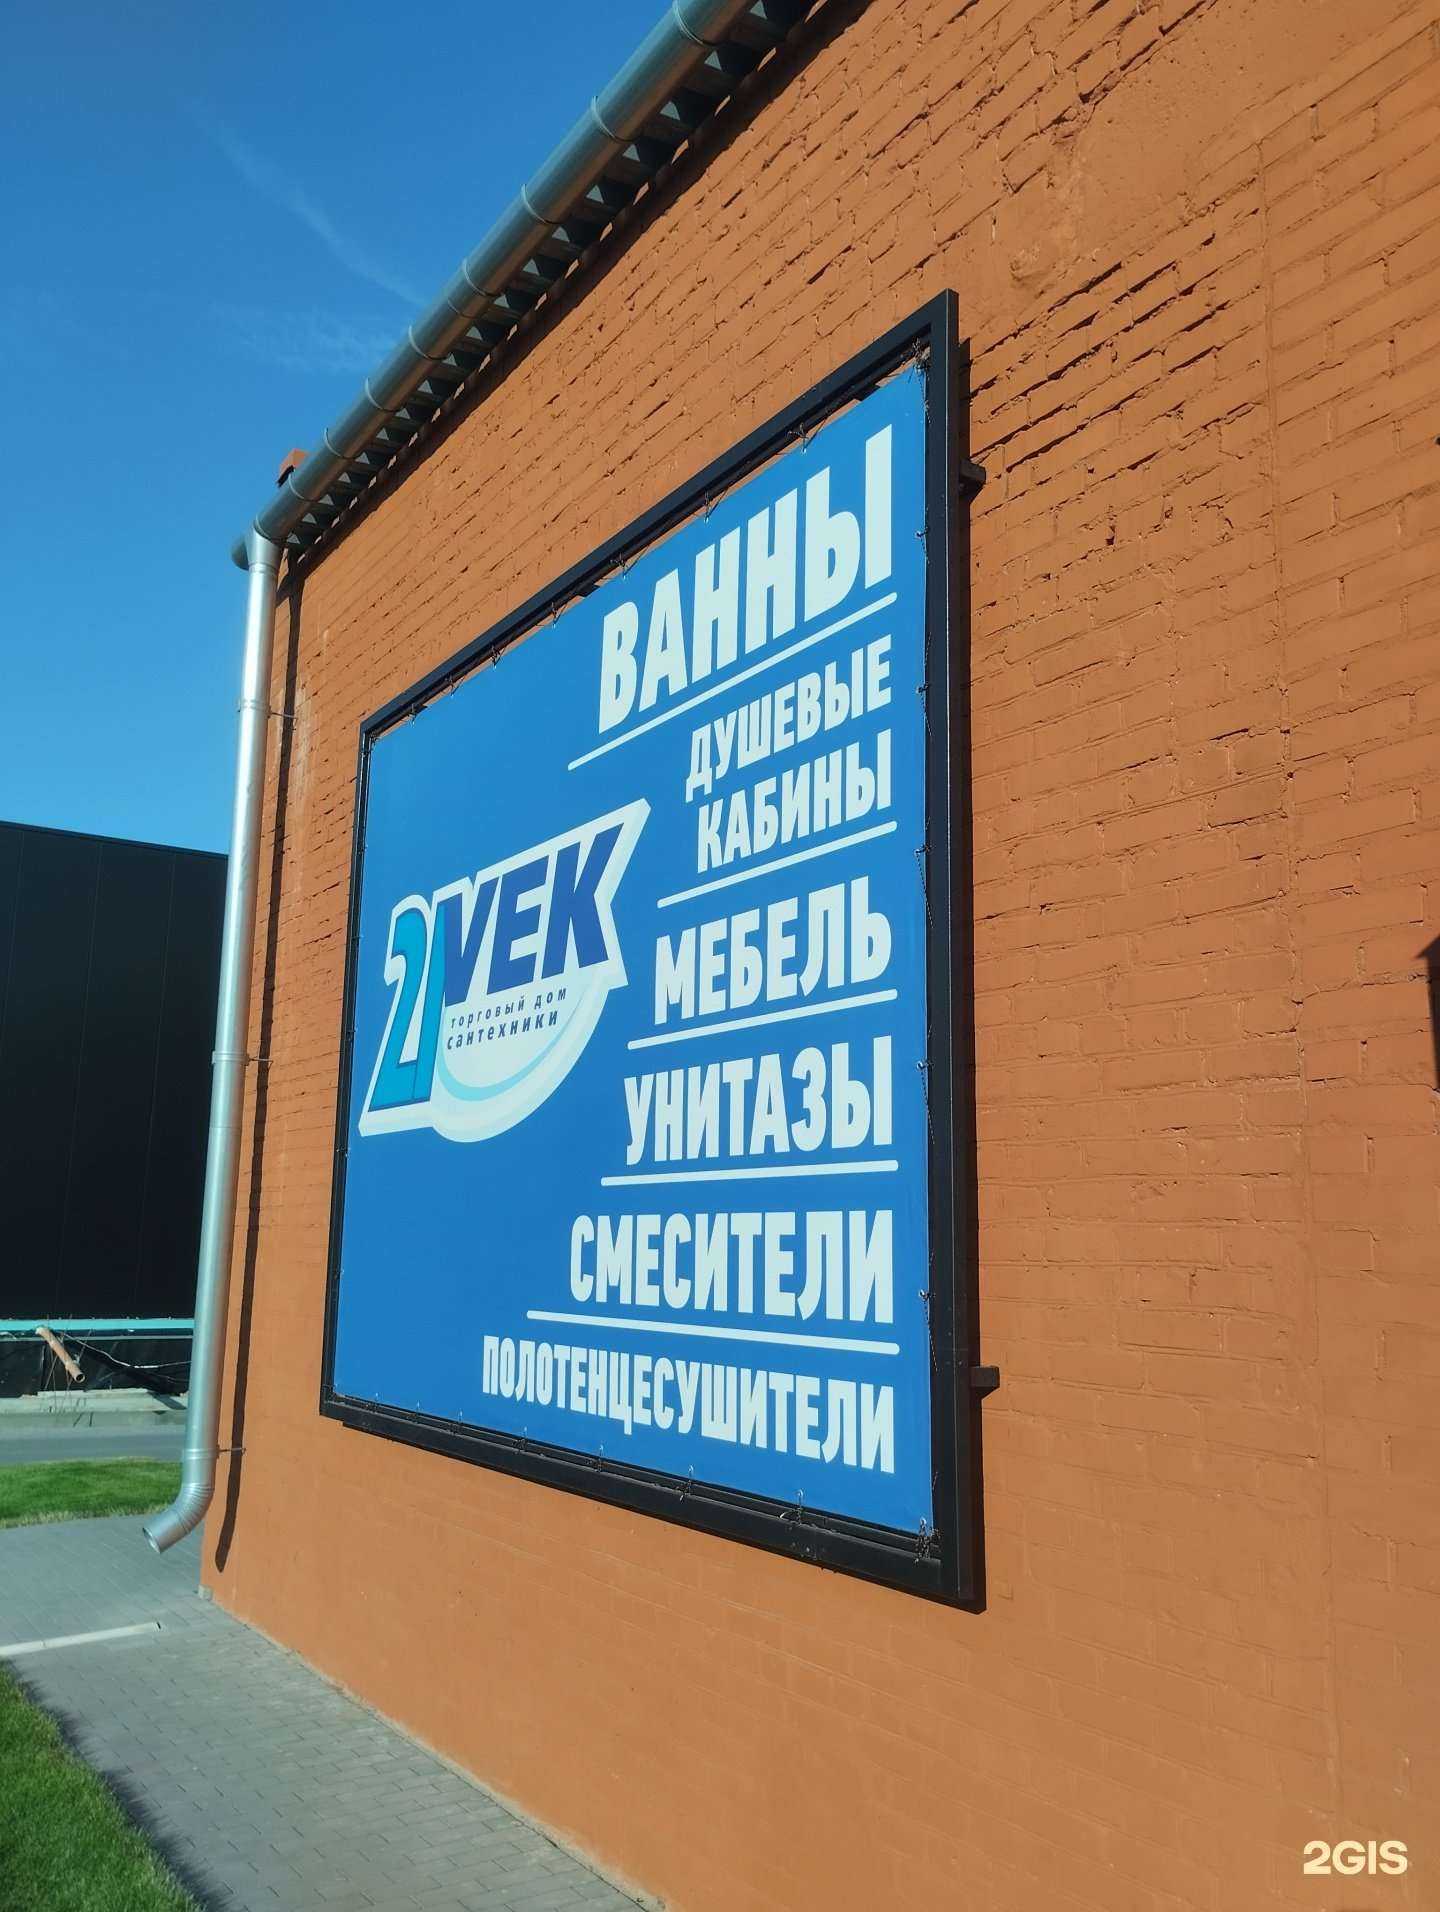 ВАННЫ
ДУШЕВЫЕ
КАБИНЫ
МЕБЕЛЬ
УНИТАЗЫ
СМЕСИТЕЛИ
ПОЛОТЕНЦЕСУШИТЕЛИ
21VEK
торговый дом
сантехники
2GIS